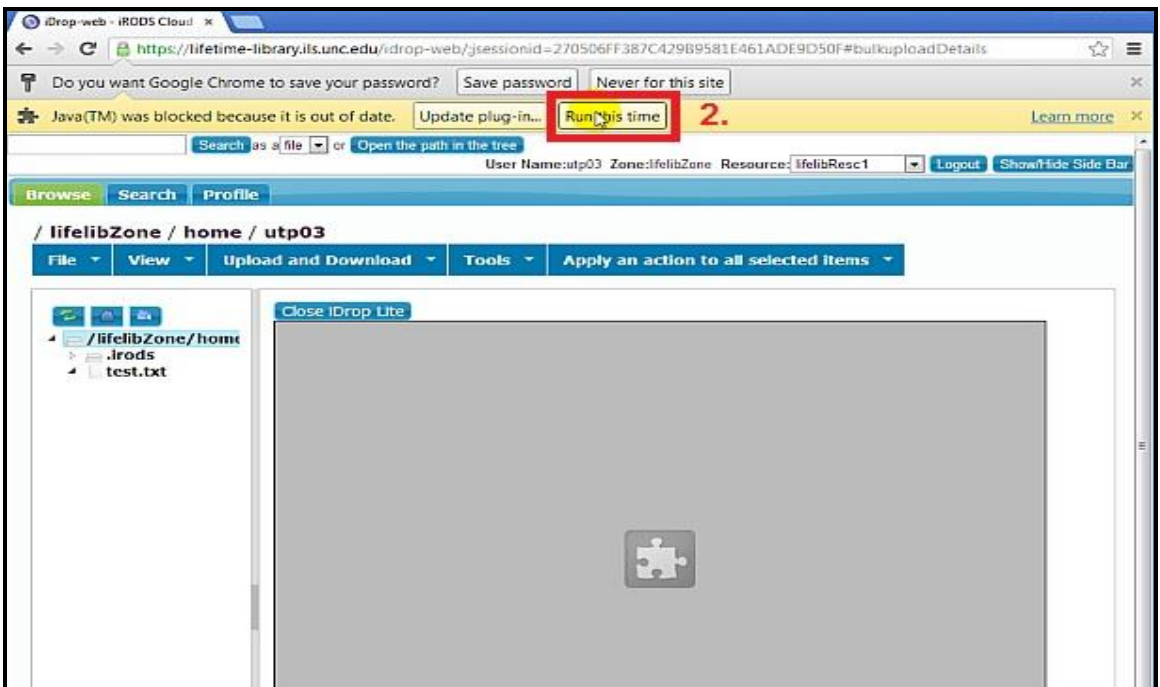 iDrop-web - iRODS Cloud
https://lifetime-library.ils.unc.edu/idrop-web/;jsessionid=270506FF387C429B9581E461ADE9D50F#bulkuploadDetails
Do you want Google Chrome to save your password? Save password Never for this site
Java(TM) was blocked because it is out of date. Update plug-in... Run this time 2. Learn more
Search as a file or Open the path in the tree
User Name:utp03 Zone:lifelibZone Resource: lifelibResc1 Logout Show/Hide Side Bar
Browse Search Profile
/ lifelibZone / home / utp03
File View Upload and Download Tools Apply an action to all selected items
Close iDrop Lite
/lifelibZone/home
.irods
test.txt